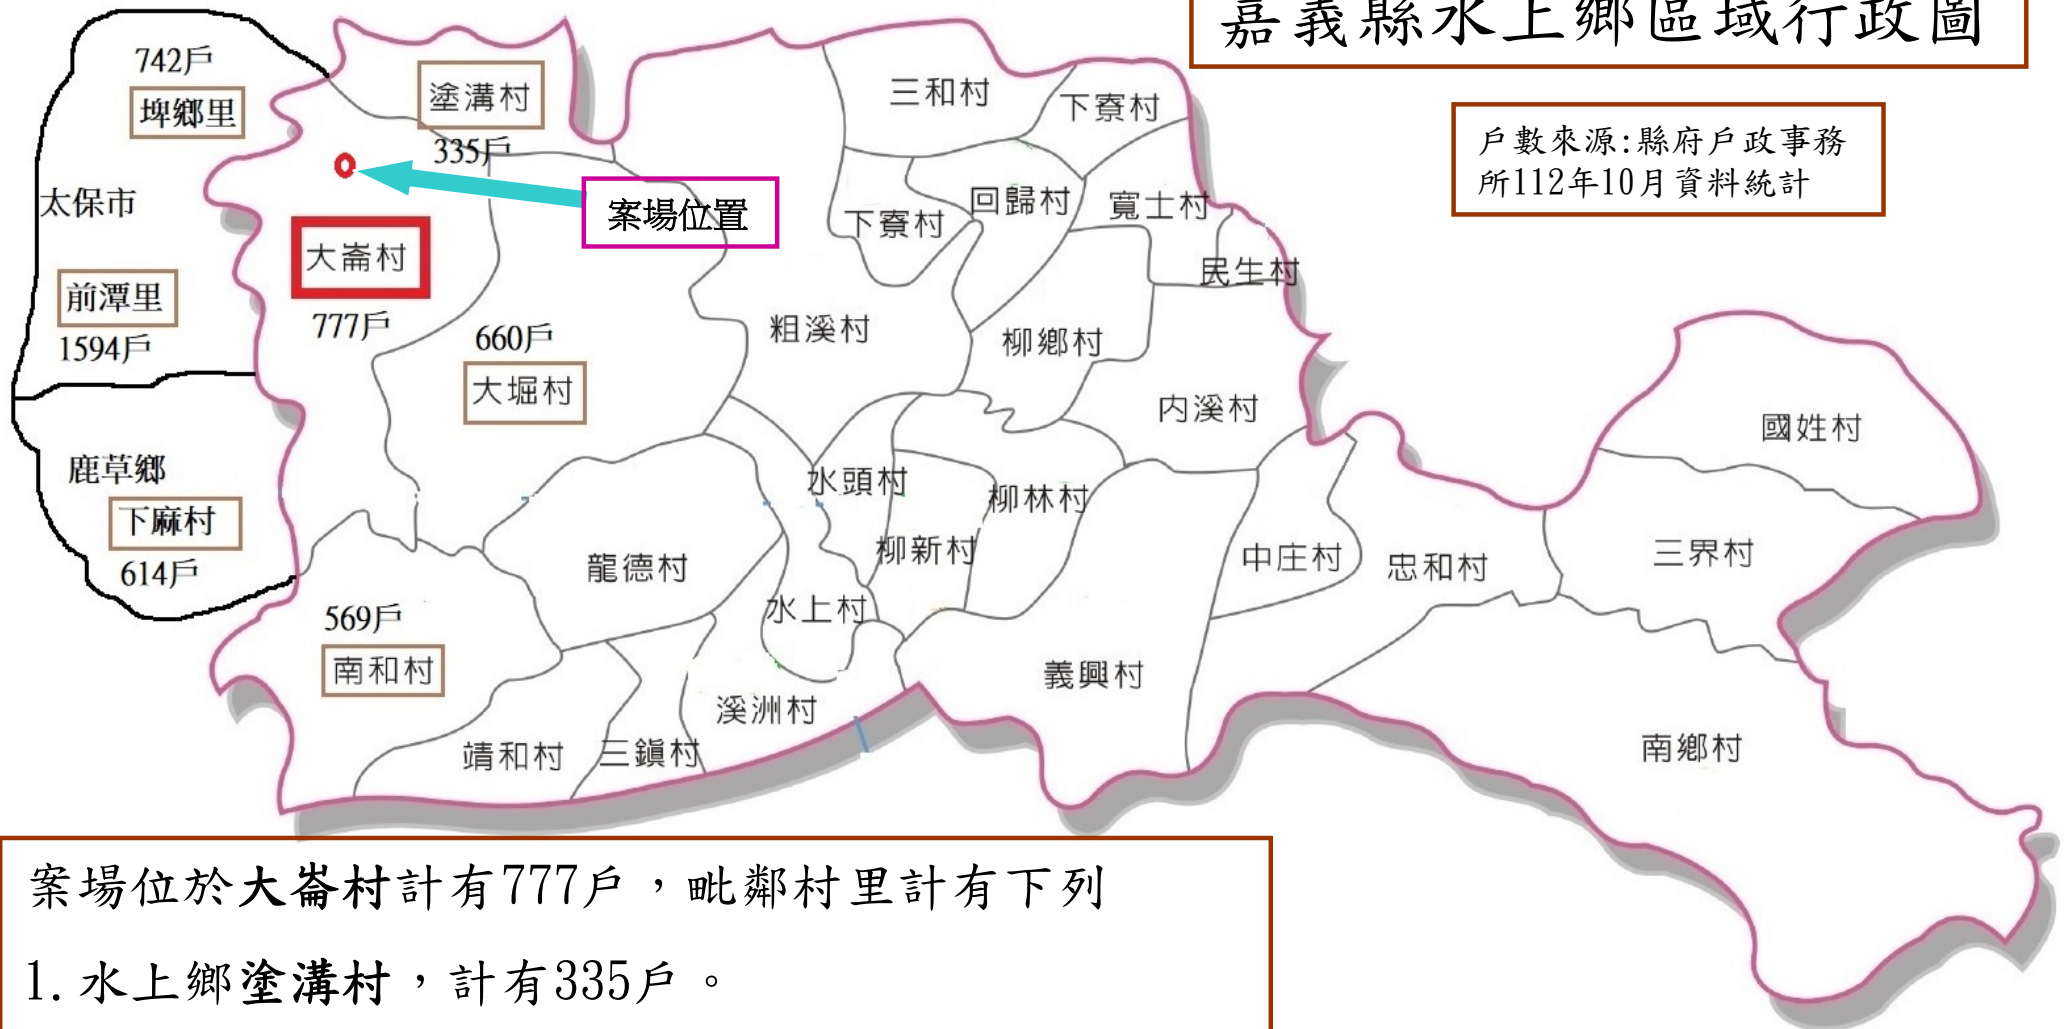 嘉義縣水上鄉區域行政圖
742戶
埤鄉里
塗溝村
335戶
三和村
下寮村
戶數來源:縣府戶政事務
所112年10月資料統計
太保市
案場位置
下寮村
回歸村
寬士村
大崙村
777戶
民生村
前潭里
1594戶
660戶
大堀村
粗溪村
柳鄉村
內溪村
國姓村
鹿草鄉
下麻村
614戶
水頭村
柳林村
柳新村
龍德村
中庄村
忠和村
三界村
569戶
南和村
水上村
義興村
溪洲村
靖和村
三鎮村
南鄉村
案場位於大崙村計有777戶，毗鄰村里計有下列
1.水上鄉塗溝村，計有335戶。